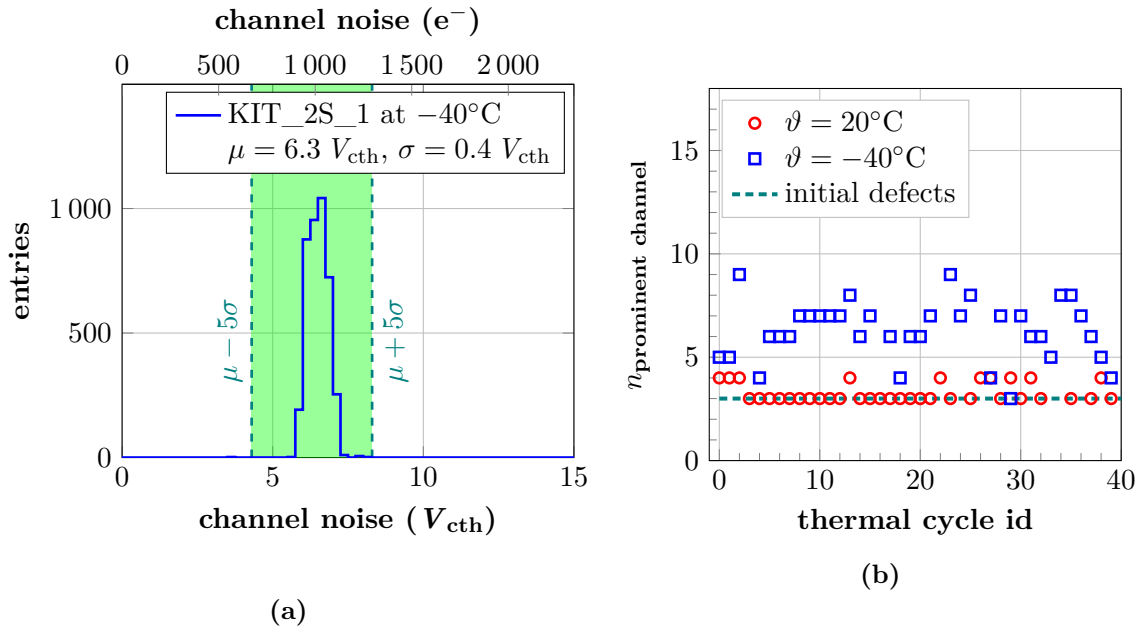 channel noise (e⁻)
0 500 1 000 1 500 2 000
KIT_2S_1 at −40°C
μ = 6.3 V_cth, σ = 0.4 V_cth
1 000
500
0
entries
μ − 5σ
μ + 5σ
0 5 10 15
channel noise (V_cth)
(a)
ϑ = 20°C
ϑ = −40°C
initial defects
15
10
5
0
n_prominent channel
0 10 20 30 40
thermal cycle id
(b)